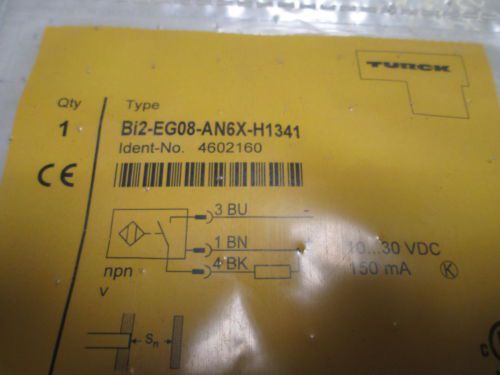 TURCK
Qty Type
1 Bi2-EG08-AN6X-H1341
Ident-No. 4602160
CE
3 BU -
1 BN +
4 BK
10...30 VDC
150 mA K
npn
v
Sn
c